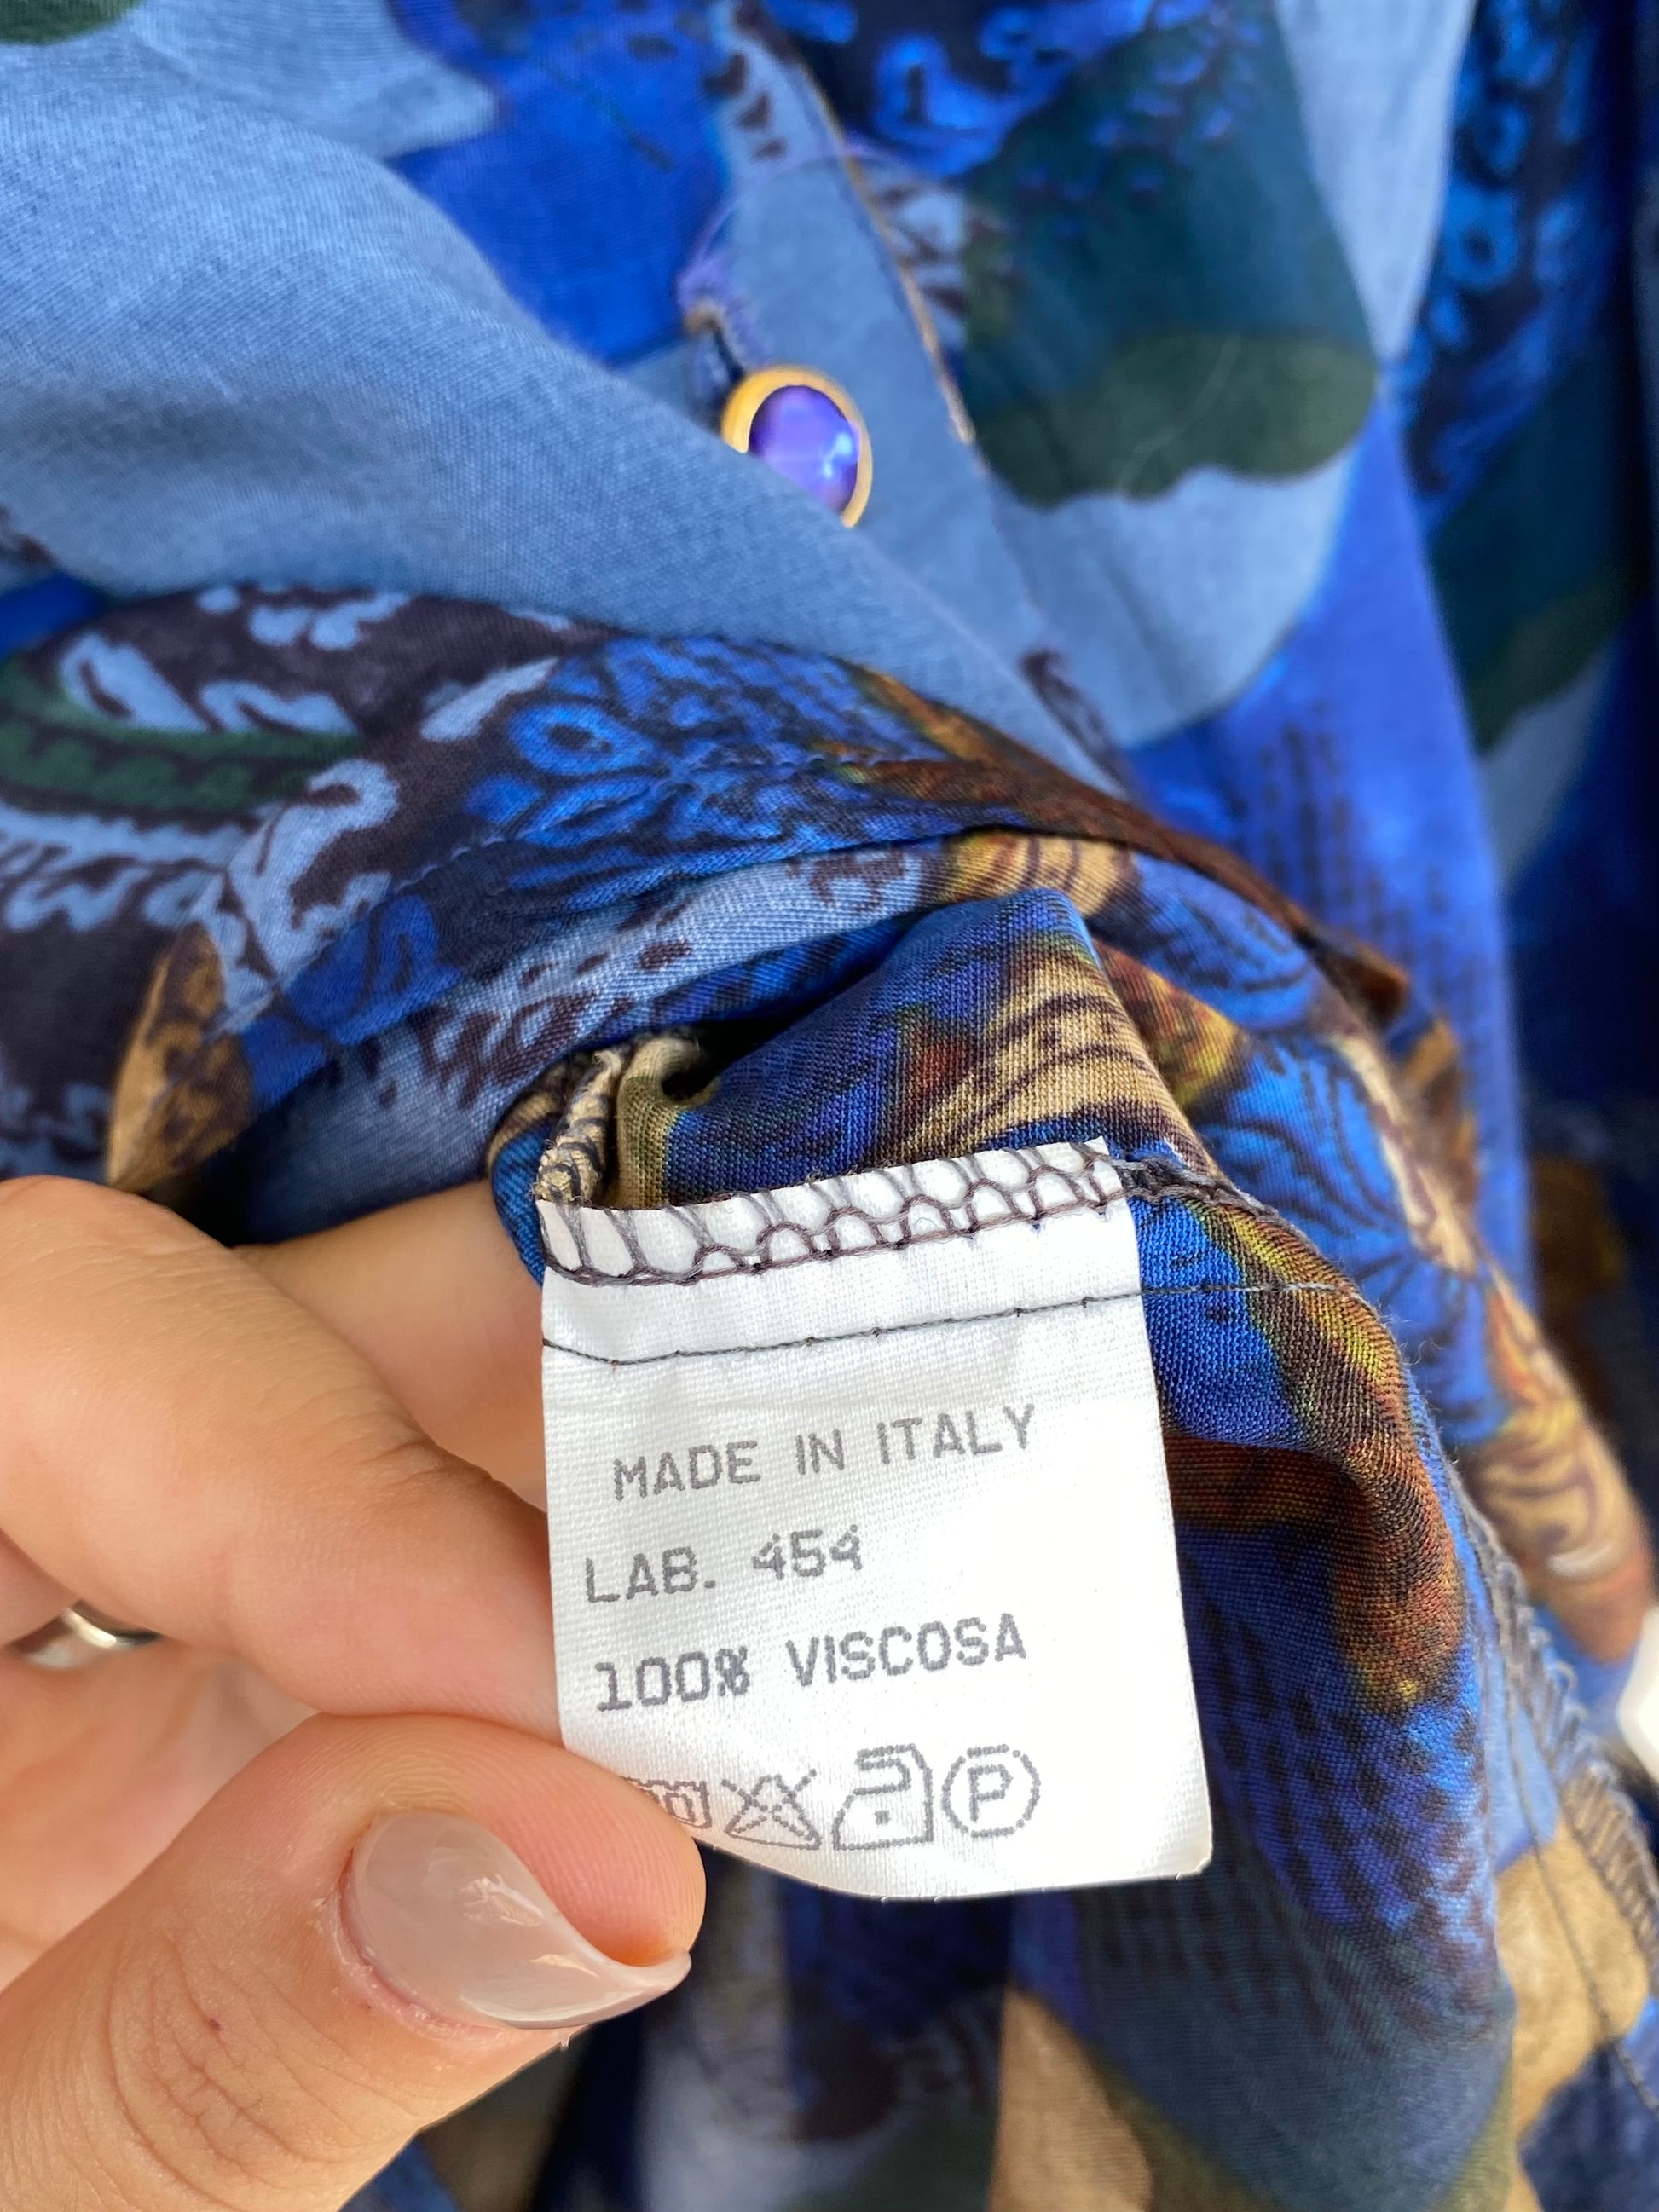 MADE IN ITALY
LAB. 454
100% VISCOSA
P